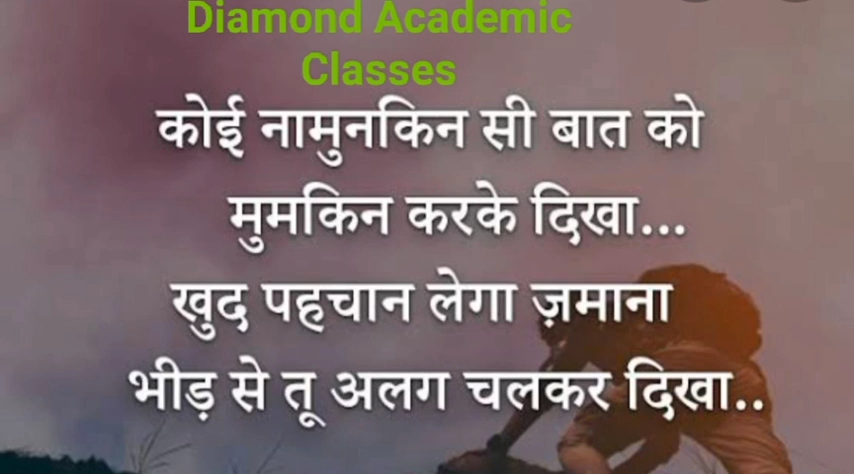 Diamond Academic
Classes
कोई नामुनकिन सी बात को
मुमकिन करके दिखा...
खुद पहचान लेगा ज़माना
भीड़ से तू अलग चलकर दिखा..